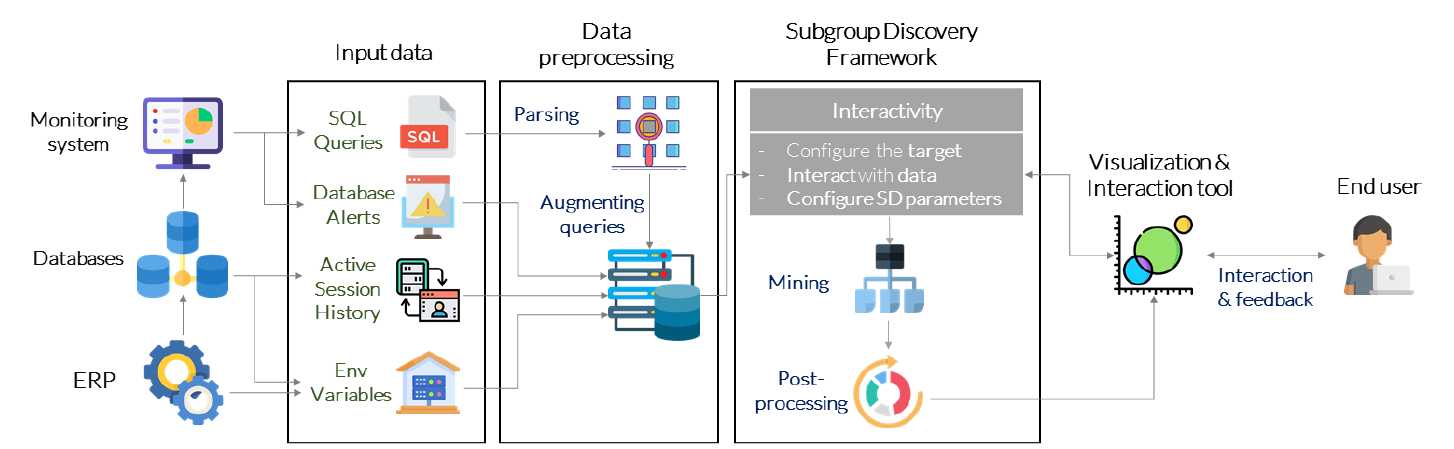 Input data
Data
preprocessing
Subgroup Discovery
Framework
Monitoring
system
Databases
ERP
SQL
Queries
SQL
Database
Alerts
Active
Session
History
Env
Variables
Parsing
Augmenting
queries
Interactivity
- Configure the target
- Interact with data
- Configure SD parameters
Mining
Post-
processing
Visualization &
Interaction tool
Interaction
& feedback
End user